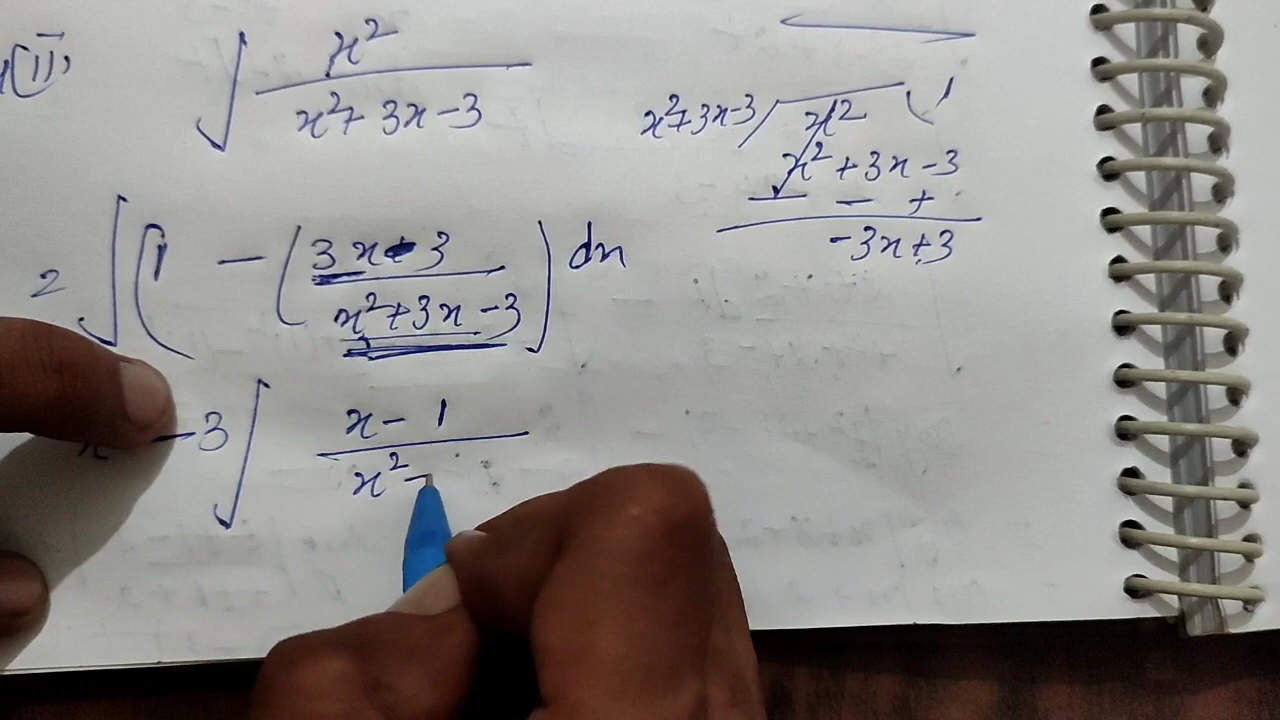 (ii)
∫ x² / x² + 3x - 3
x² + 3x - 3 ) x² ( 1
x² + 3x - 3
— — +
-3x + 3
= ∫ ( 1 - ( 3x - 3 / x² + 3x - 3 ) dx
x - 3 ∫ x - 1 / x² -